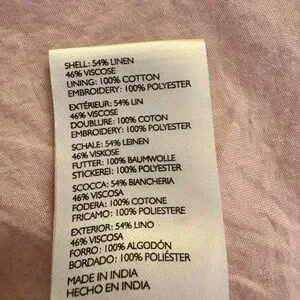 SHELL: 54% LINEN
46% VISCOSE
LINING: 100% COTTON
EMBROIDERY: 100% POLYESTER
EXTÉRIEUR: 54% LIN
46% VISCOSE
DOUBLURE: 100% COTON
EMBROIDERY: 100% POLYESTER
SCHALE: 54% LEINEN
46% VISKOSE
FUTTER: 100% BAUMWOLLE
STICKEREI: 100% POLYESTER
SCOCCA: 54% BIANCHERIA
46% VISCOSA
FODERA: 100% COTONE
FRICAMO: 100% POLIESTERE
EXTERIOR: 54% LINO
46% VISCOSA
FORRO: 100% ALGODÓN
BORDADO: 100% POLIÉSTER
MADE IN INDIA
HECHO EN INDIA